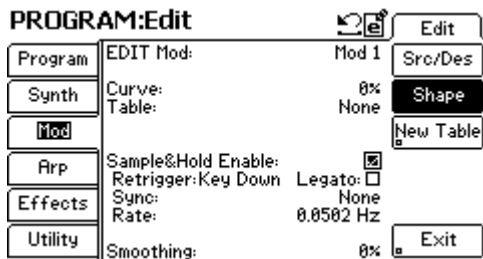 PROGRAM:Edit
e
Edit
Program
EDIT Mod: Mod 1
Src/Des
Synth
Curve: 0%
Table: None
Shape
Mod
New Table
Arp
Sample&Hold Enable:
Retrigger:Key Down Legato:
Effects
Sync: None
Rate: 0.0502 Hz
Utility
Smoothing: 0%
Exit